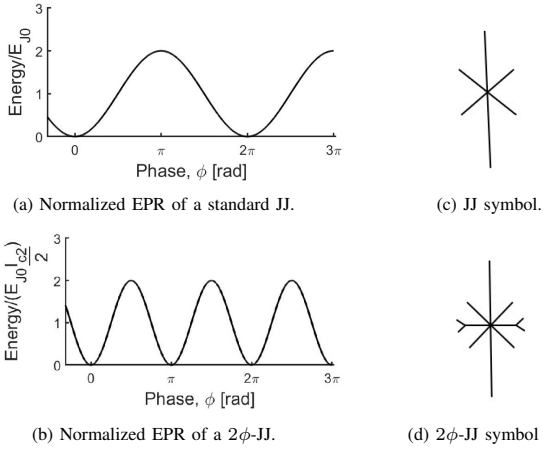 3
2
1
0
Energy/E_J0
0 π 2π 3π
Phase, ϕ [rad]
(a) Normalized EPR of a standard JJ.
(c) JJ symbol.
3
2
1
0
Energy/(E_J0 I_c2)/2
0 π 2π 3π
Phase, ϕ [rad]
(b) Normalized EPR of a 2ϕ-JJ.
(d) 2ϕ-JJ symbol